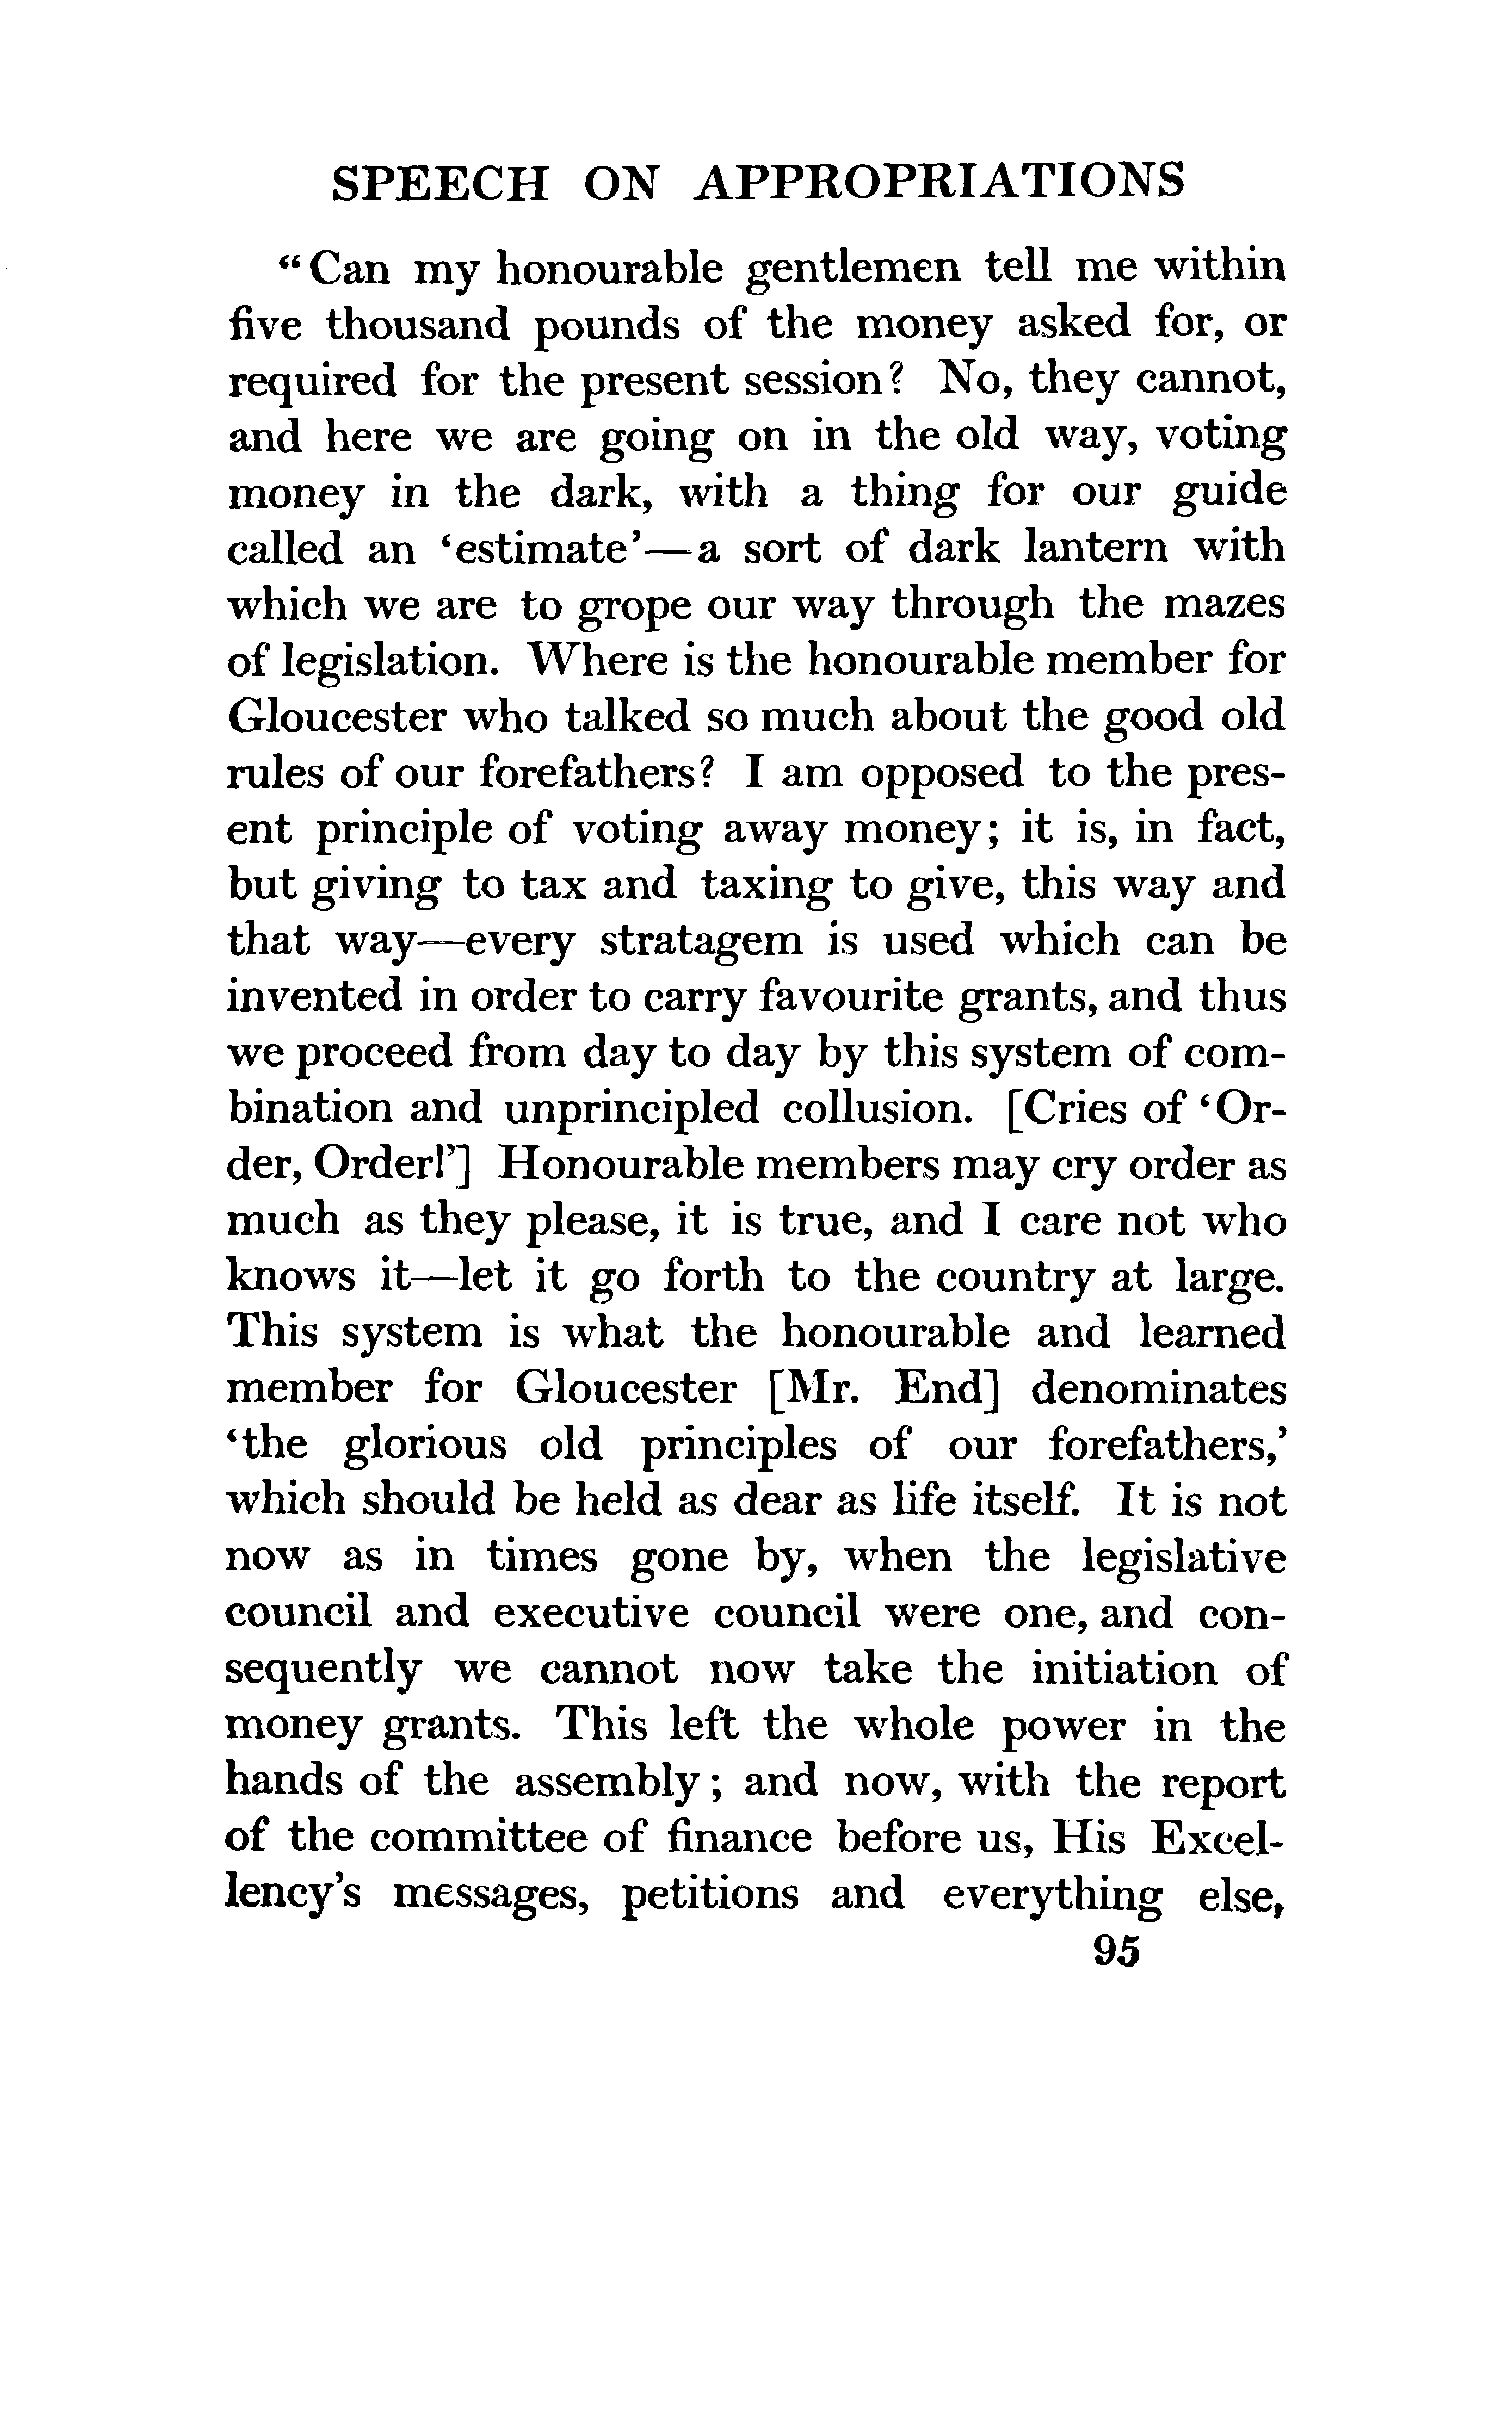 SPEECH ON APPROPRIATIONS
“Can my honourable gentlemen tell me within
five thousand pounds of the money asked for, or
required for the present session? No, they cannot,
and here we are going on in the old way, voting
money in the dark, with a thing for our guide
called an ‘estimate’—a sort of dark lantern with
which we are to grope our way through the mazes
of legislation. Where is the honourable member for
Gloucester who talked so much about the good old
rules of our forefathers? I am opposed to the pres-
ent principle of voting away money; it is, in fact,
but giving to tax and taxing to give, this way and
that way—every stratagem is used which can be
invented in order to carry favourite grants, and thus
we proceed from day to day by this system of com-
bination and unprincipled collusion. [Cries of ‘Or-
der, Order!’] Honourable members may cry order as
much as they please, it is true, and I care not who
knows it—let it go forth to the country at large.
This system is what the honourable and learned
member for Gloucester [Mr. End] denominates
‘the glorious old principles of our forefathers,’
which should be held as dear as life itself. It is not
now as in times gone by, when the legislative
council and executive council were one, and con-
sequently we cannot now take the initiation of
money grants. This left the whole power in the
hands of the assembly; and now, with the report
of the committee of finance before us, His Excel-
lency’s messages, petitions and everything else,
95